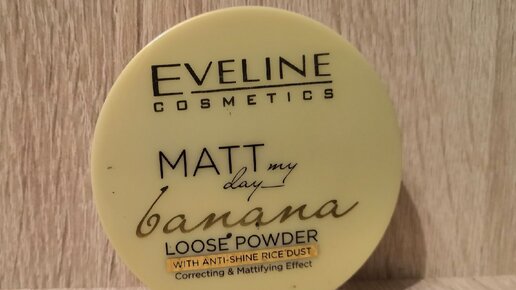 EVELINE
COSMETICS
MATT my
day
banana
LOOSE POWDER
WITH ANTI-SHINE RICE DUST
Correcting & Mattifying Effect